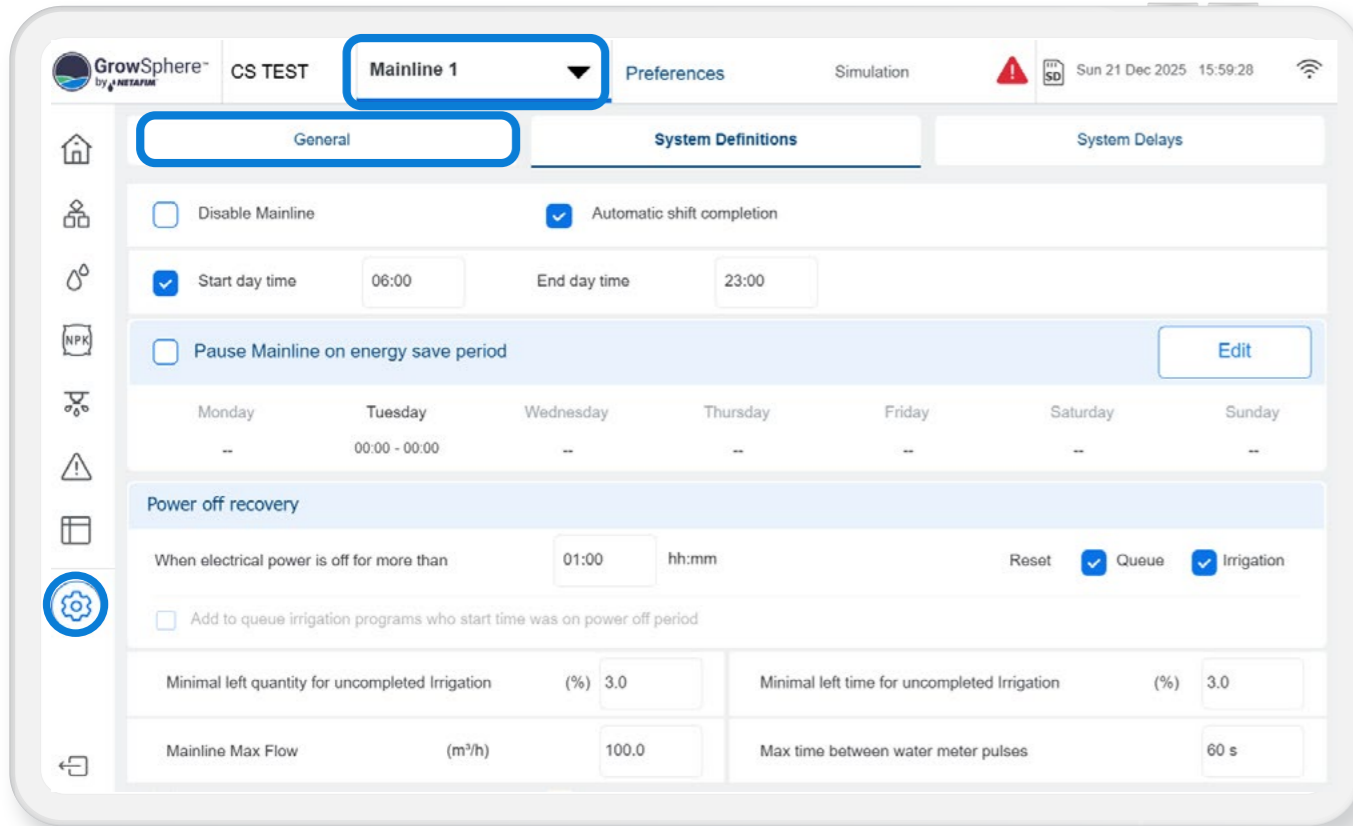 GrowSphere™ by NETAFIM CS TEST Mainline 1 Preferences Simulation SD Sun 21 Dec 2025 15:59:28
General System Definitions System Delays
Disable Mainline Automatic shift completion
Start day time 06:00 End day time 23:00
Pause Mainline on energy save period Edit
Monday Tuesday Wednesday Thursday Friday Saturday Sunday
-- 00:00 - 00:00 -- -- -- -- --
NPK
Power off recovery
When electrical power is off for more than 01:00 hh:mm Reset Queue Irrigation
Add to queue irrigation programs who start time was on power off period
Minimal left quantity for uncompleted Irrigation (%) 3.0 Minimal left time for uncompleted Irrigation (%) 3.0
Mainline Max Flow (m³/h) 100.0 Max time between water meter pulses 60 s